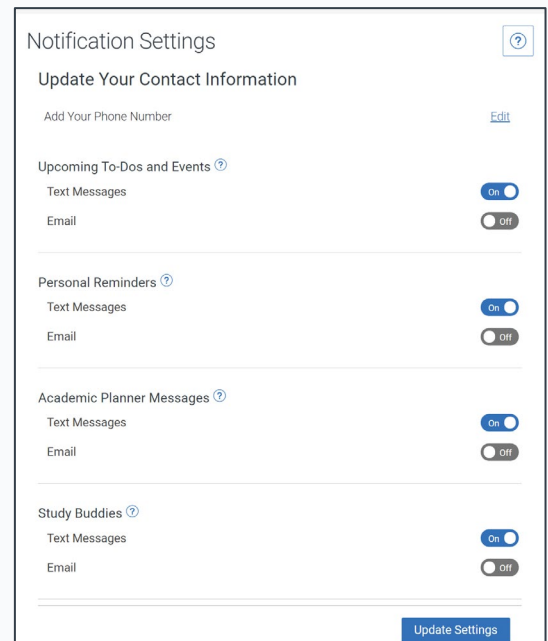 Notification Settings ?
Update Your Contact Information
Add Your Phone Number Edit
Upcoming To-Dos and Events ?
Text Messages On
Email Off
Personal Reminders ?
Text Messages On
Email Off
Academic Planner Messages ?
Text Messages On
Email Off
Study Buddies ?
Text Messages On
Email Off
Update Settings